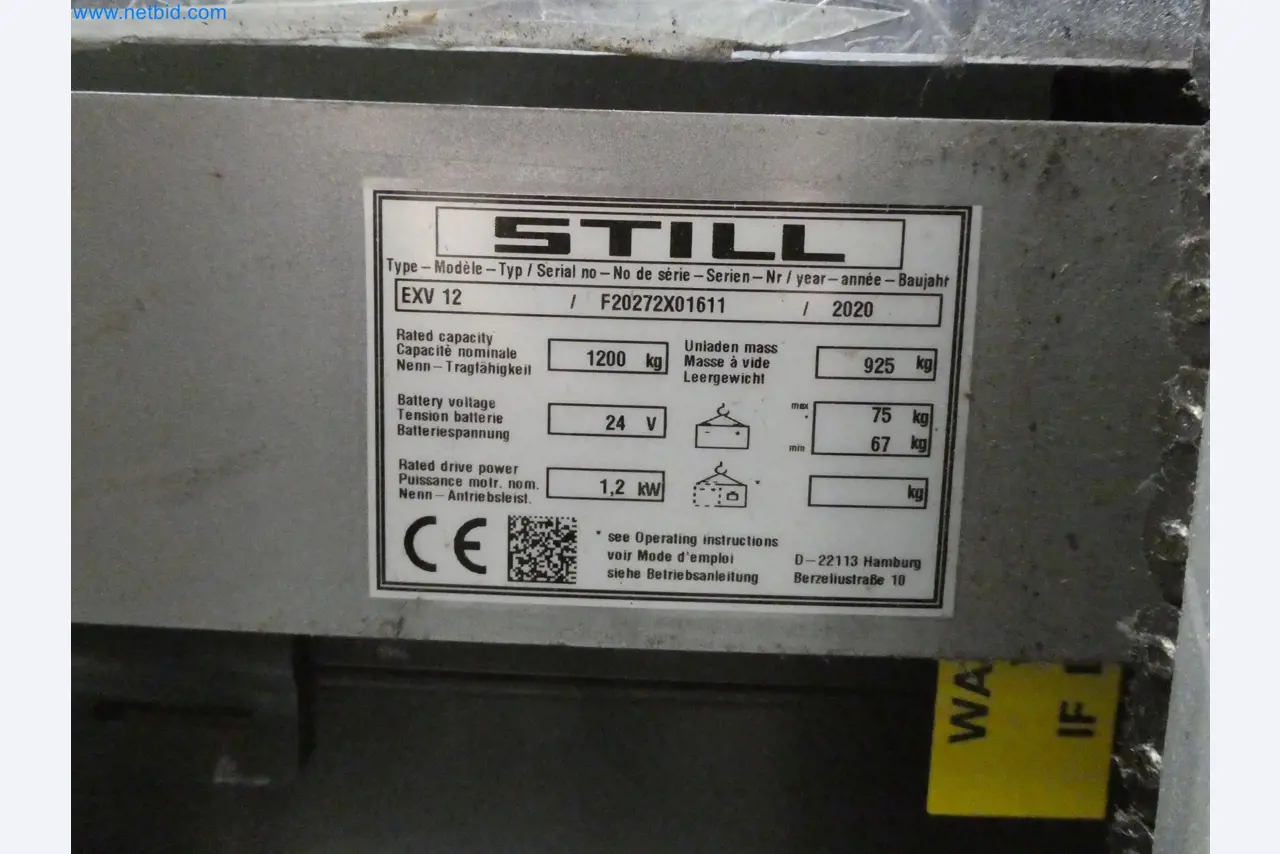 www.netbid.com
STILL
Type – Modèle – Typ / Serial no – No de série – Serien – Nr / year – année – Baujahr
EXV 12 / F20272X01611 / 2020
Rated capacity
Capacité nominale
Nenn – Tragfähigkeit
1200 kg
Unladen mass
Masse à vide
Leergewicht
925 kg
Battery voltage
Tension batterie
Batteriespannung
24 V
max
*
75 kg
min
67 kg
Rated drive power
Puissance motr. nom.
Nenn – Antriebsleist.
1,2 kW
*
kg
CE
* see Operating instructions
voir Mode d'emploi
siehe Betriebsanleitung
D – 22113 Hamburg
Berzeliustraße 10
IF